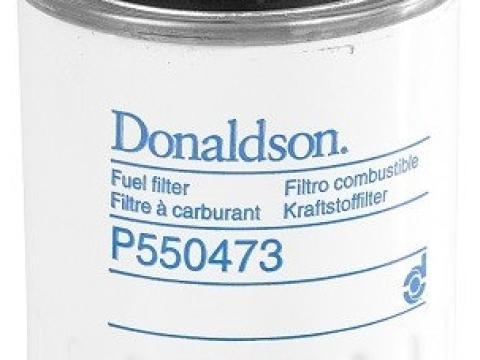 Donaldson.
Fuel filter Filtro combustible
Filtre à carburant Kraftstoffilter
P550473